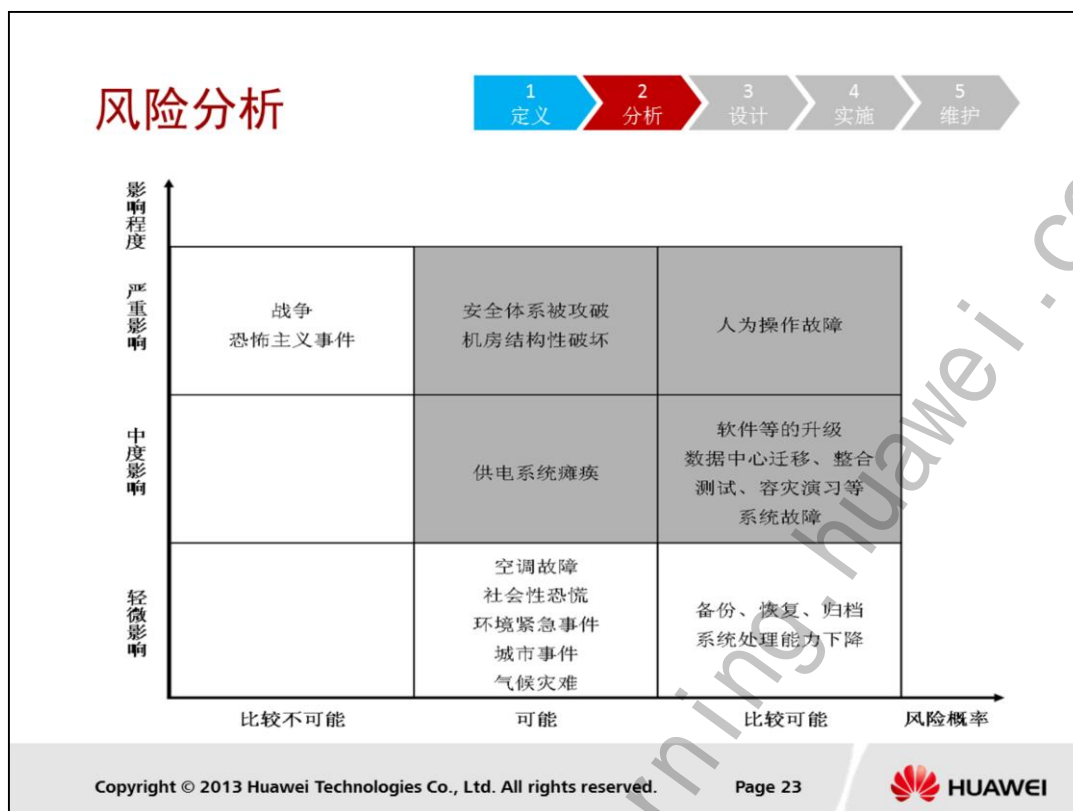 风险分析
1
定义
2
分析
3
设计
4
实施
5
维护
影响程度
严重影响
战争
恐怖主义事件
安全体系被攻破
机房结构性破坏
人为操作故障
中度影响
供电系统瘫痪
软件等的升级
数据中心迁移、整合
测试、容灾演习等
系统故障
轻微影响
空调故障
社会性恐慌
环境紧急事件
城市事件
气候灾难
备份、恢复、归档
系统处理能力下降
比较不可能
可能
比较可能
风险概率
Copyright © 2013 Huawei Technologies Co., Ltd. All rights reserved.
Page 23
HUAWEI
rning.huawei.co